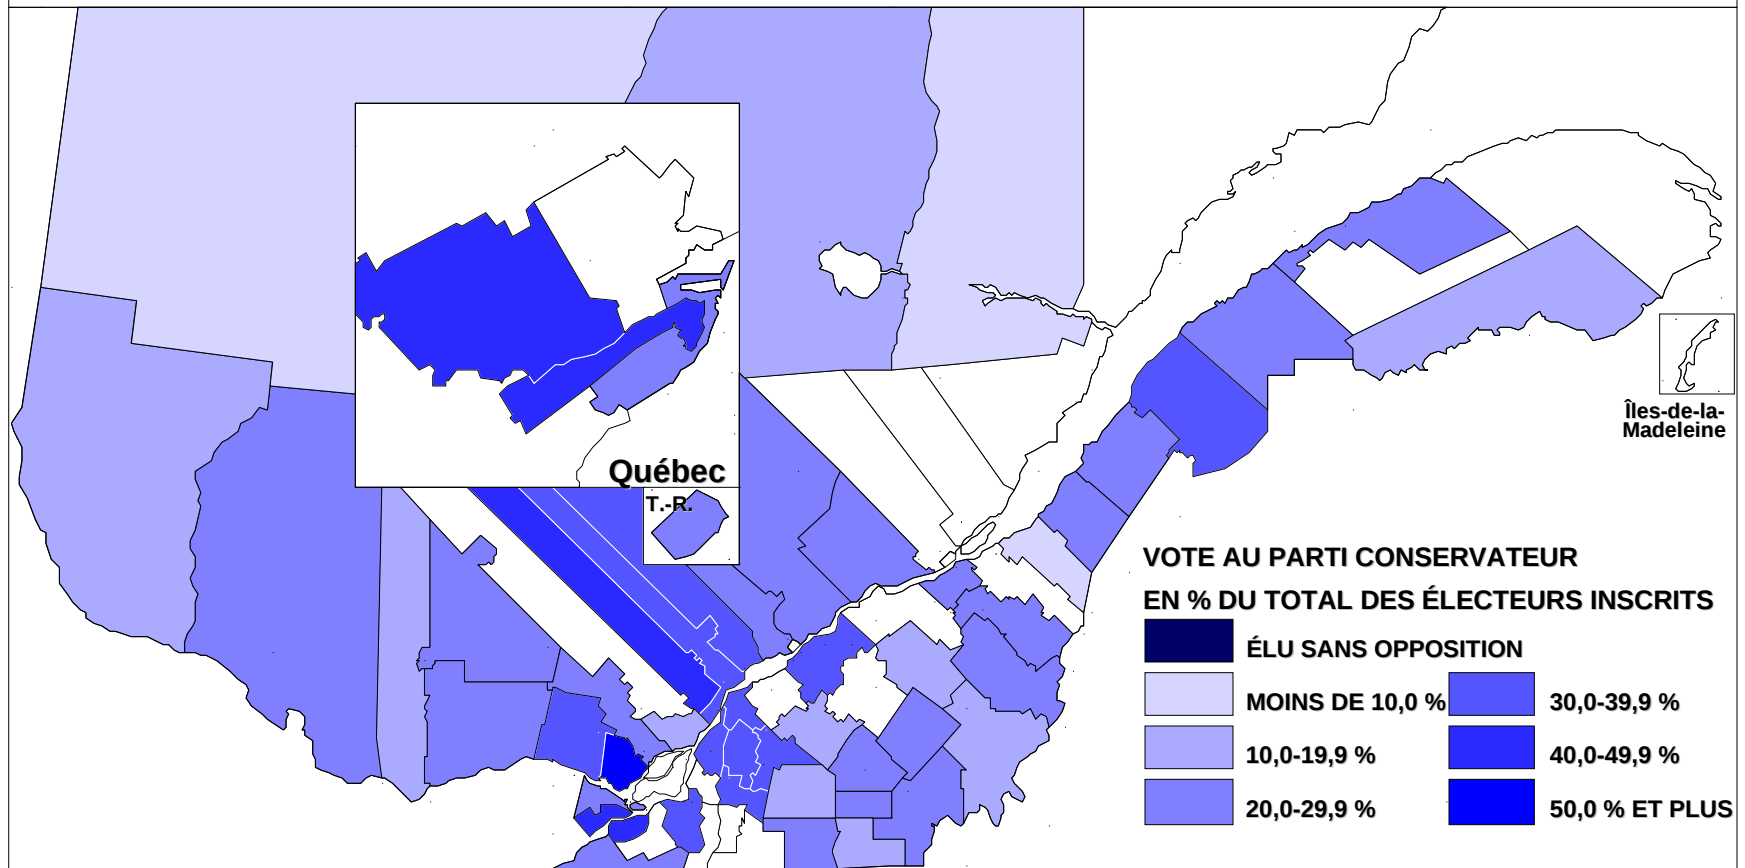 Québec
T.-R.
Îles-de-la-
Madeleine
VOTE AU PARTI CONSERVATEUR
EN % DU TOTAL DES ÉLECTEURS INSCRITS
ÉLU SANS OPPOSITION
MOINS DE 10,0 %
30,0-39,9 %
10,0-19,9 %
40,0-49,9 %
20,0-29,9 %
50,0 % ET PLUS